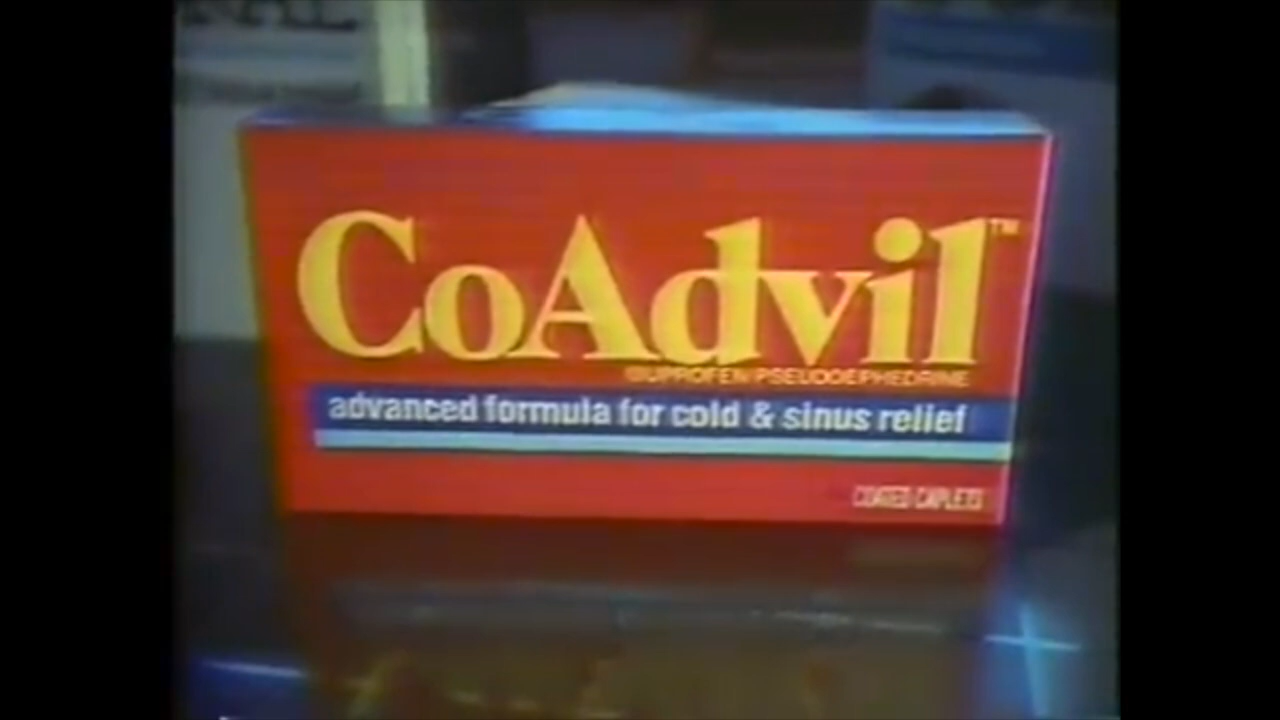 CoAdvil™
IBUPROFEN/PSEUDOEPHEDRINE
advanced formula for cold & sinus relief
COATED CAPLETS